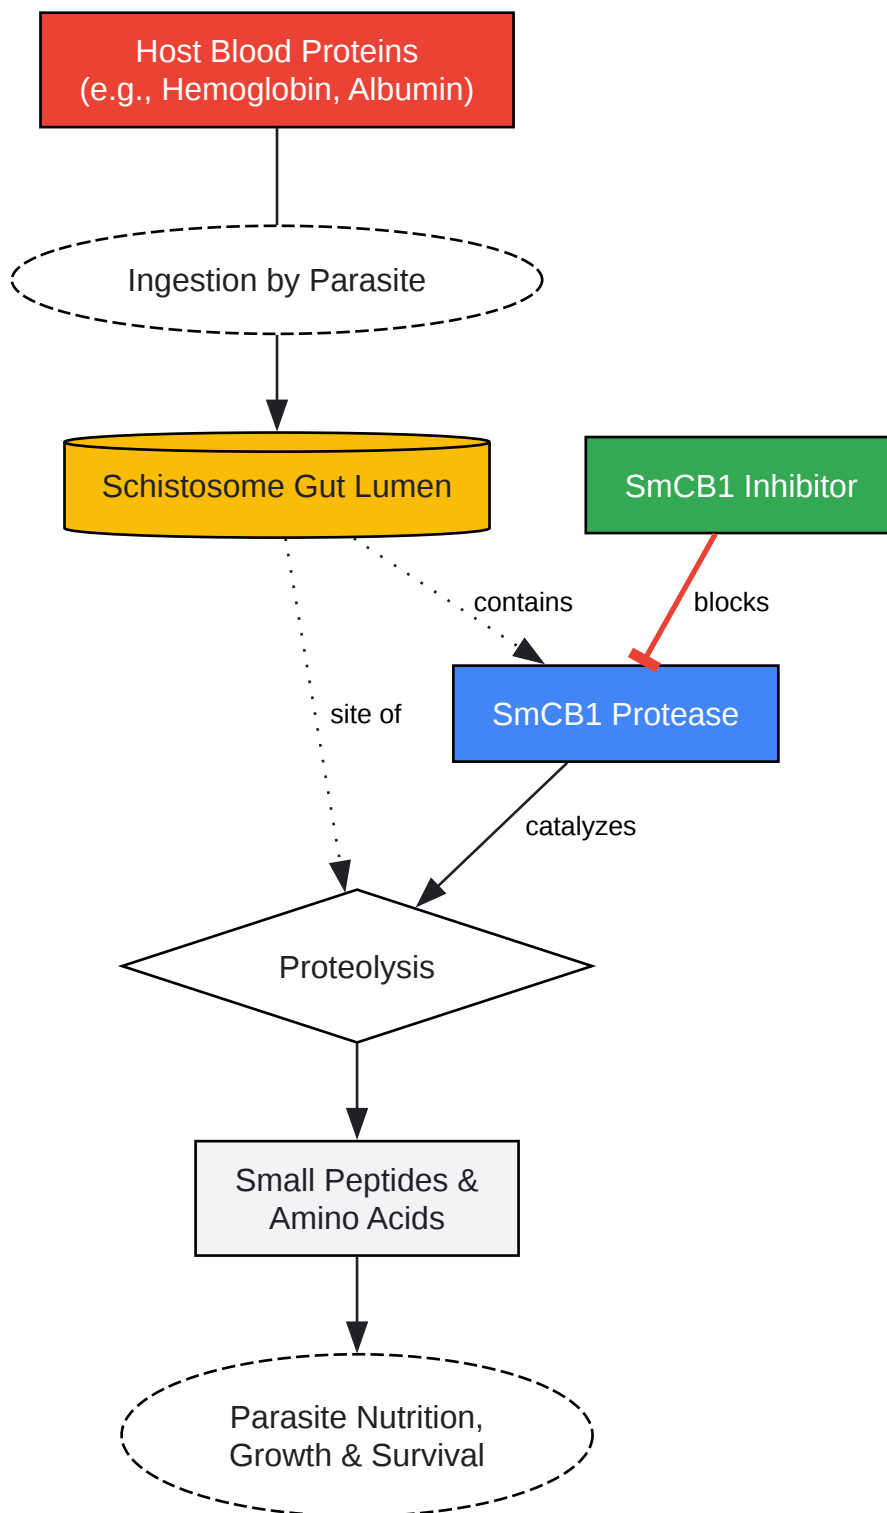 Host Blood Proteins
(e.g., Hemoglobin, Albumin)
Ingestion by Parasite
Schistosome Gut Lumen
SmCB1 Inhibitor
contains
blocks
site of
SmCB1 Protease
catalyzes
Proteolysis
Small Peptides &
Amino Acids
Parasite Nutrition,
Growth & Survival